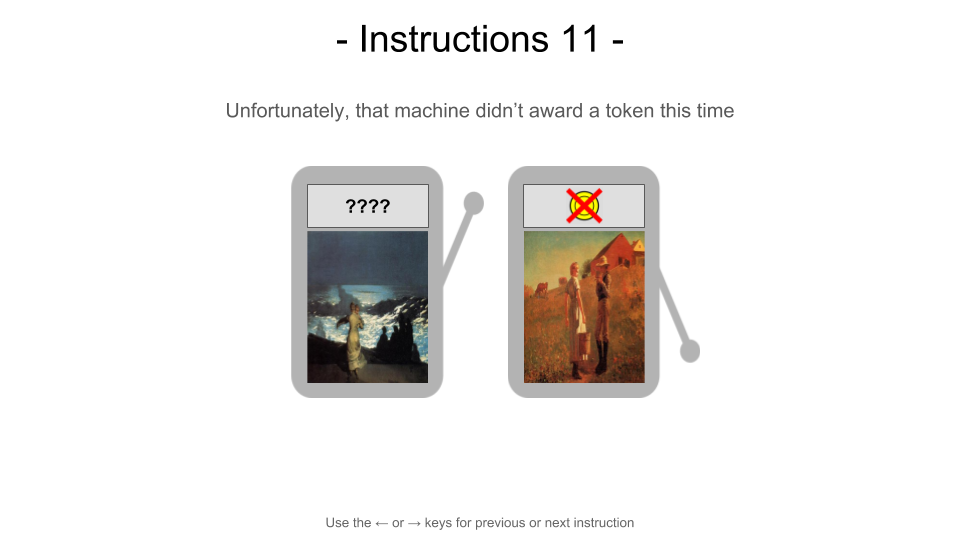 - Instructions 11 -
Unfortunately, that machine didn’t award a token this time
????
Use the ← or → keys for previous or next instruction